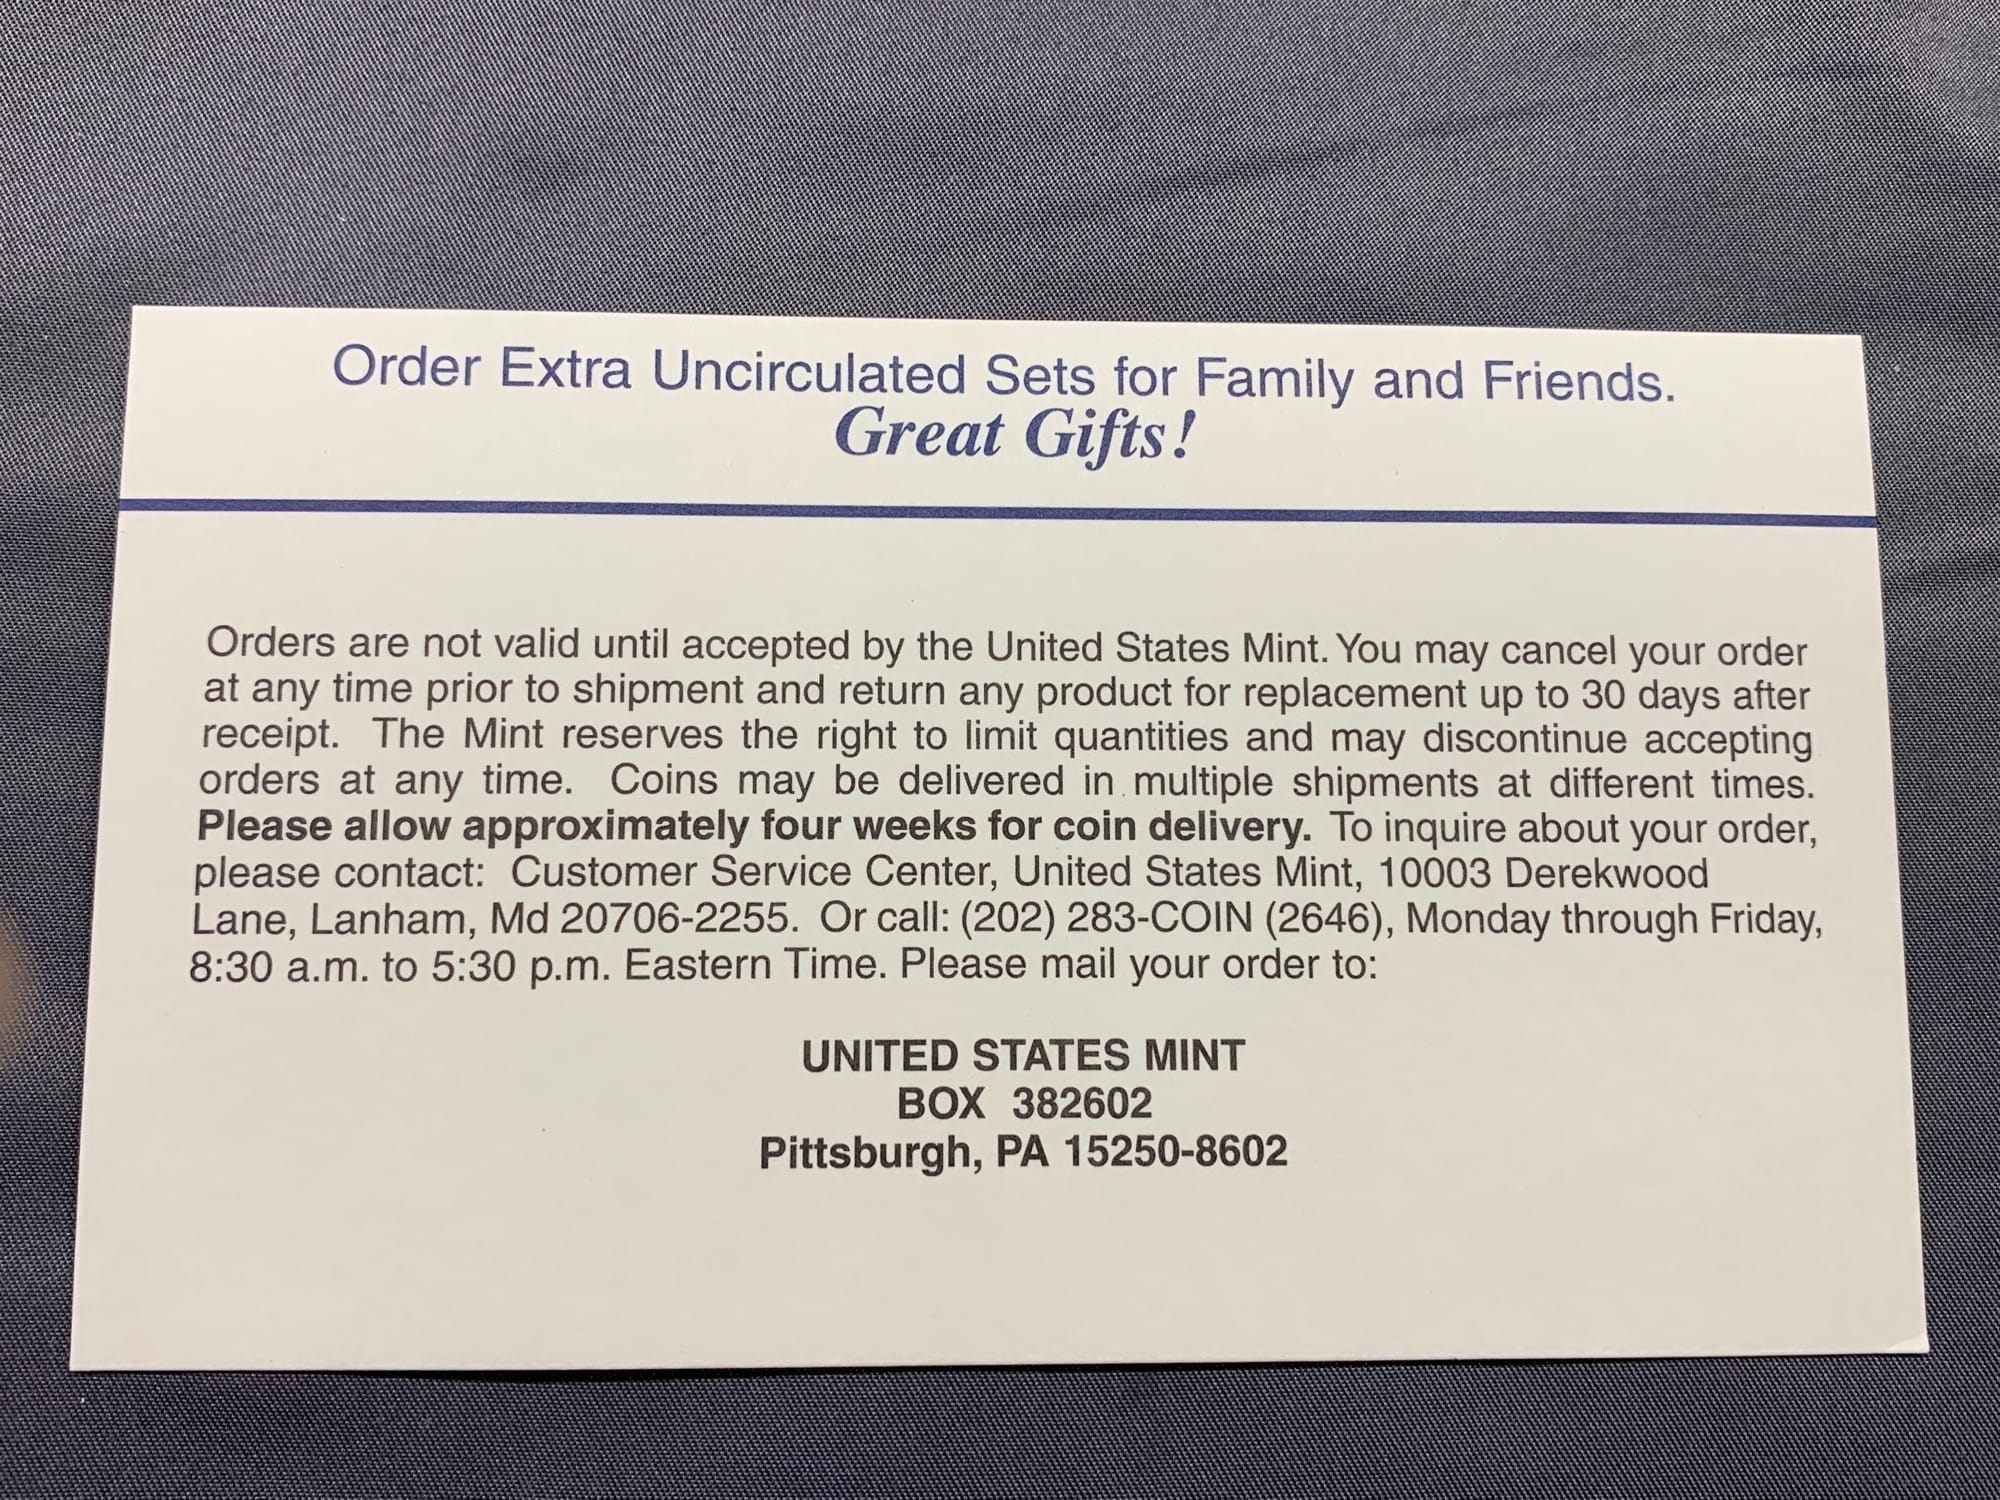 Order Extra Uncirculated Sets for Family and Friends.
Great Gifts!
Orders are not valid until accepted by the United States Mint. You may cancel your order
at any time prior to shipment and return any product for replacement up to 30 days after
receipt. The Mint reserves the right to limit quantities and may discontinue accepting
orders at any time. Coins may be delivered in multiple shipments at different times.
Please allow approximately four weeks for coin delivery. To inquire about your order,
please contact: Customer Service Center, United States Mint, 10003 Derekwood
Lane, Lanham, Md 20706-2255. Or call: (202) 283-COIN (2646), Monday through Friday,
8:30 a.m. to 5:30 p.m. Eastern Time. Please mail your order to:
UNITED STATES MINT
BOX 382602
Pittsburgh, PA 15250-8602